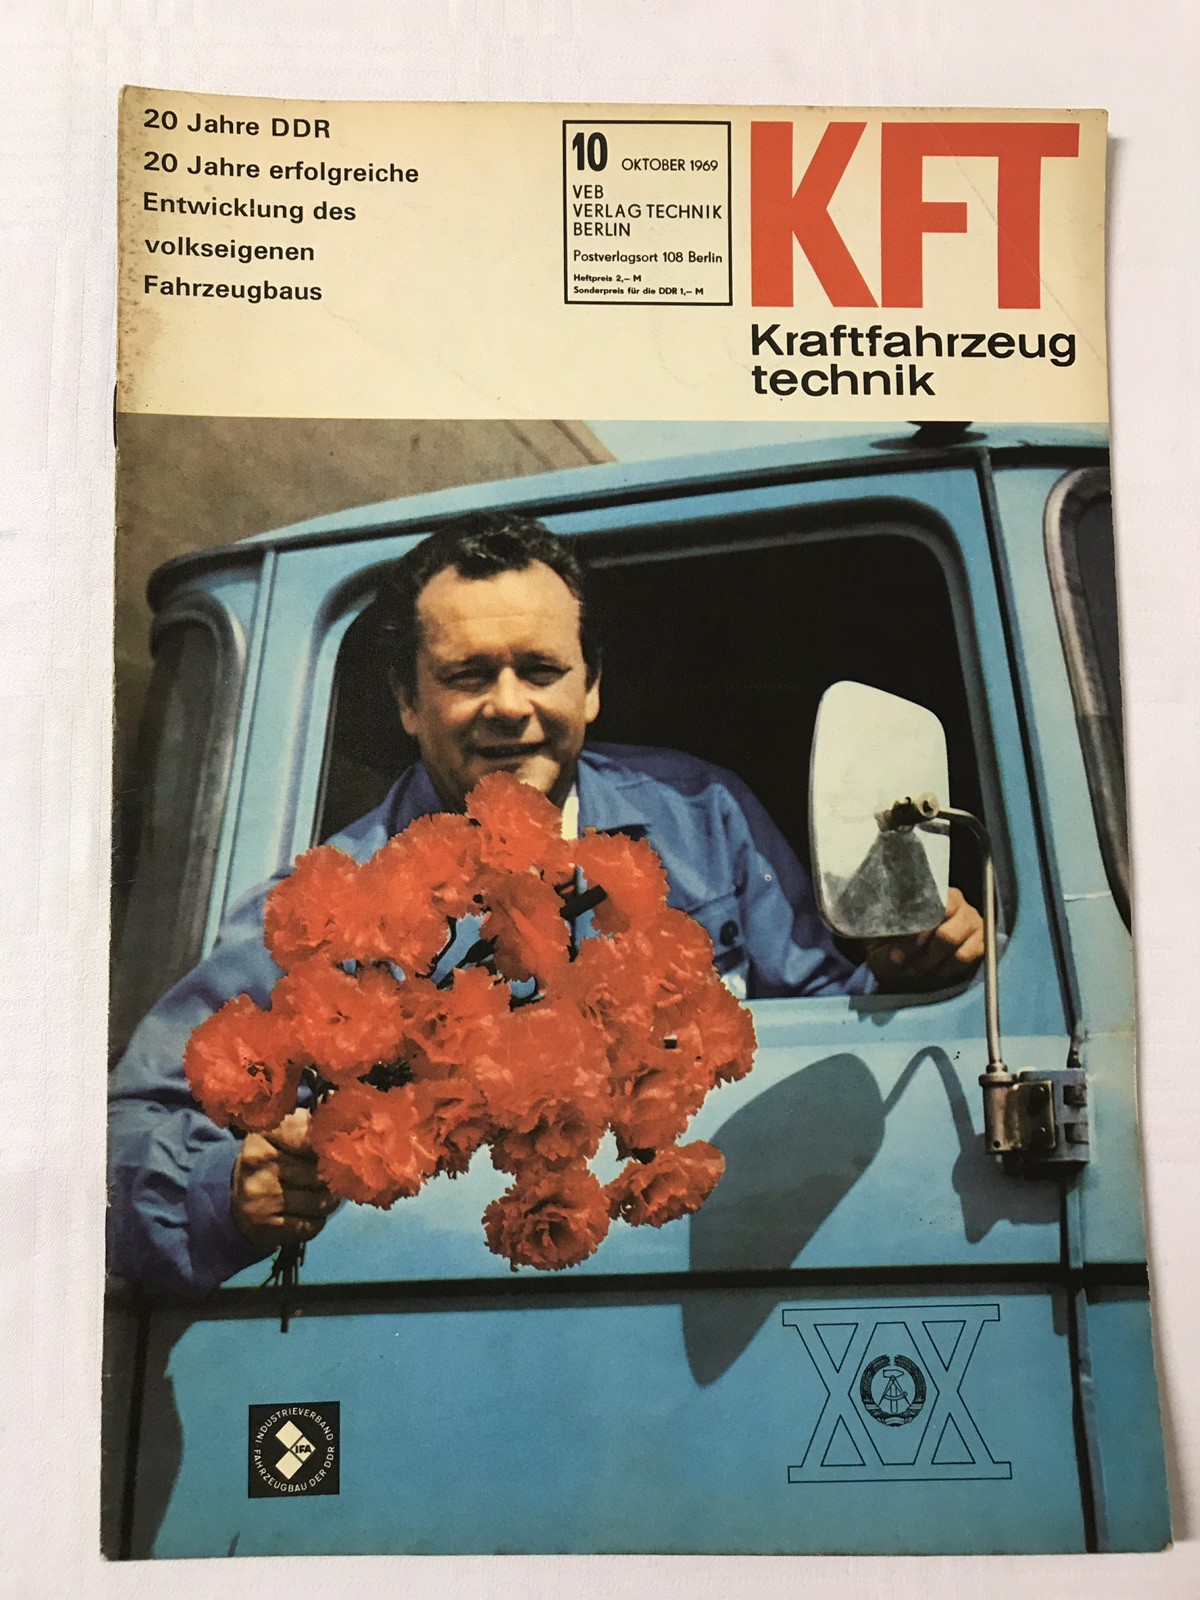 20 Jahre DDR
20 Jahre erfolgreiche
Entwicklung des
volkseigenen
Fahrzeugbaus
10 OKTOBER 1969
VEB
VERLAG TECHNIK
BERLIN
Postverlagsort 108 Berlin
Heftpreis 2,– M
Sonderpreis für die DDR 1,– M
KFT
Kraftfahrzeug
technik
INDUSTRIEVERBAND
FAHRZEUGBAU DER DDR
IFA
XX